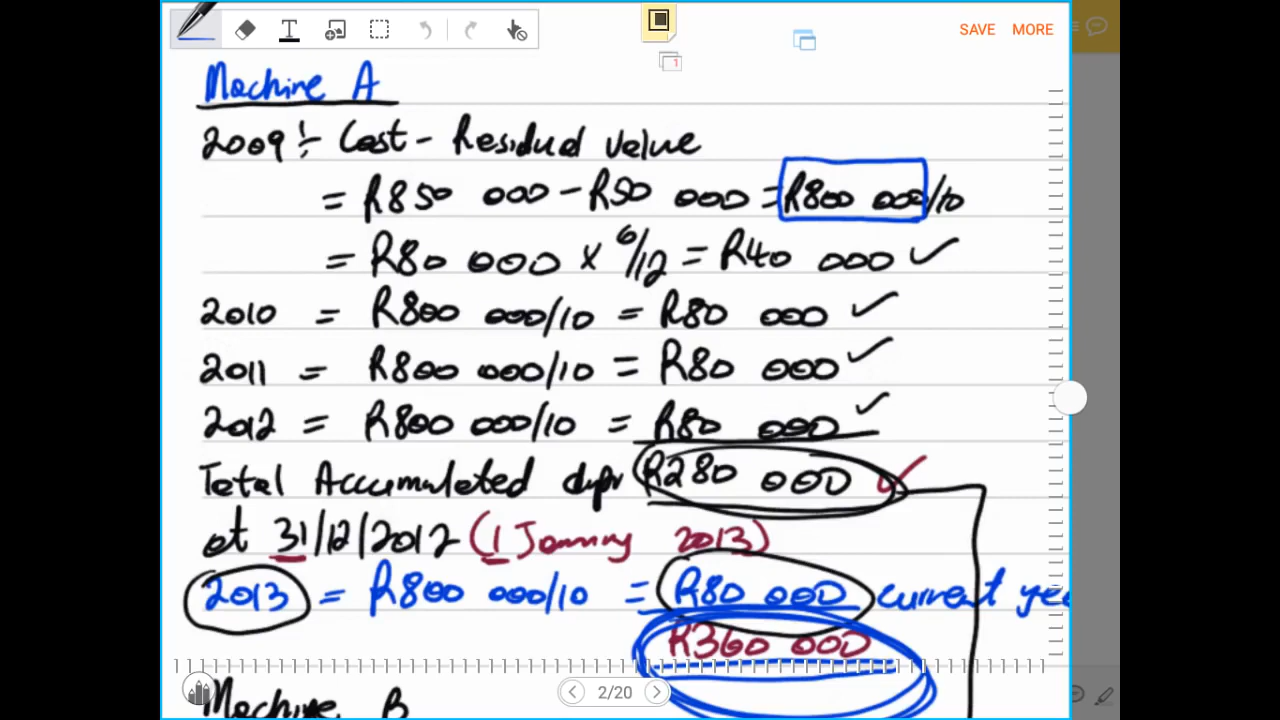 SAVE MORE
1
Machine A
2009 ÷ Cost - Residual value
= R850 000 - R50 000 = R800 000/10
= R80 000 x 6/12 = R40 000 ✓
2010 = R800 000/10 = R80 000 ✓
2011 = R800 000/10 = R80 000 ✓
2012 = R800 000/10 = R80 000 ✓
Total Accumulated depr R280 000 ✓
at 31/12/2012 (1 January 2013)
2013 = R800 000/10 = R80 000 current yea
R360 000
2/20
Machine B